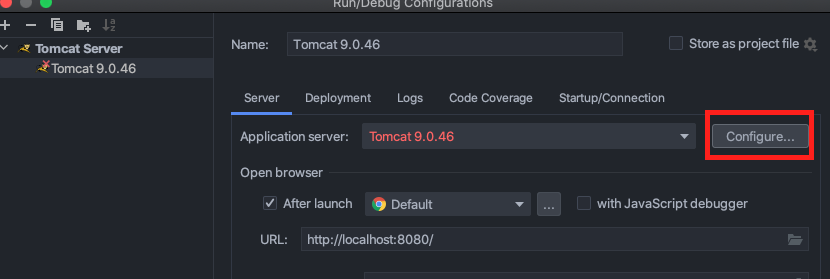 Run/Debug Configurations
Tomcat Server
Tomcat 9.0.46
Name: Tomcat 9.0.46 Store as project file
Server Deployment Logs Code Coverage Startup/Connection
Application server: Tomcat 9.0.46 Configure...
Open browser
After launch Default ... with JavaScript debugger
URL: http://localhost:8080/